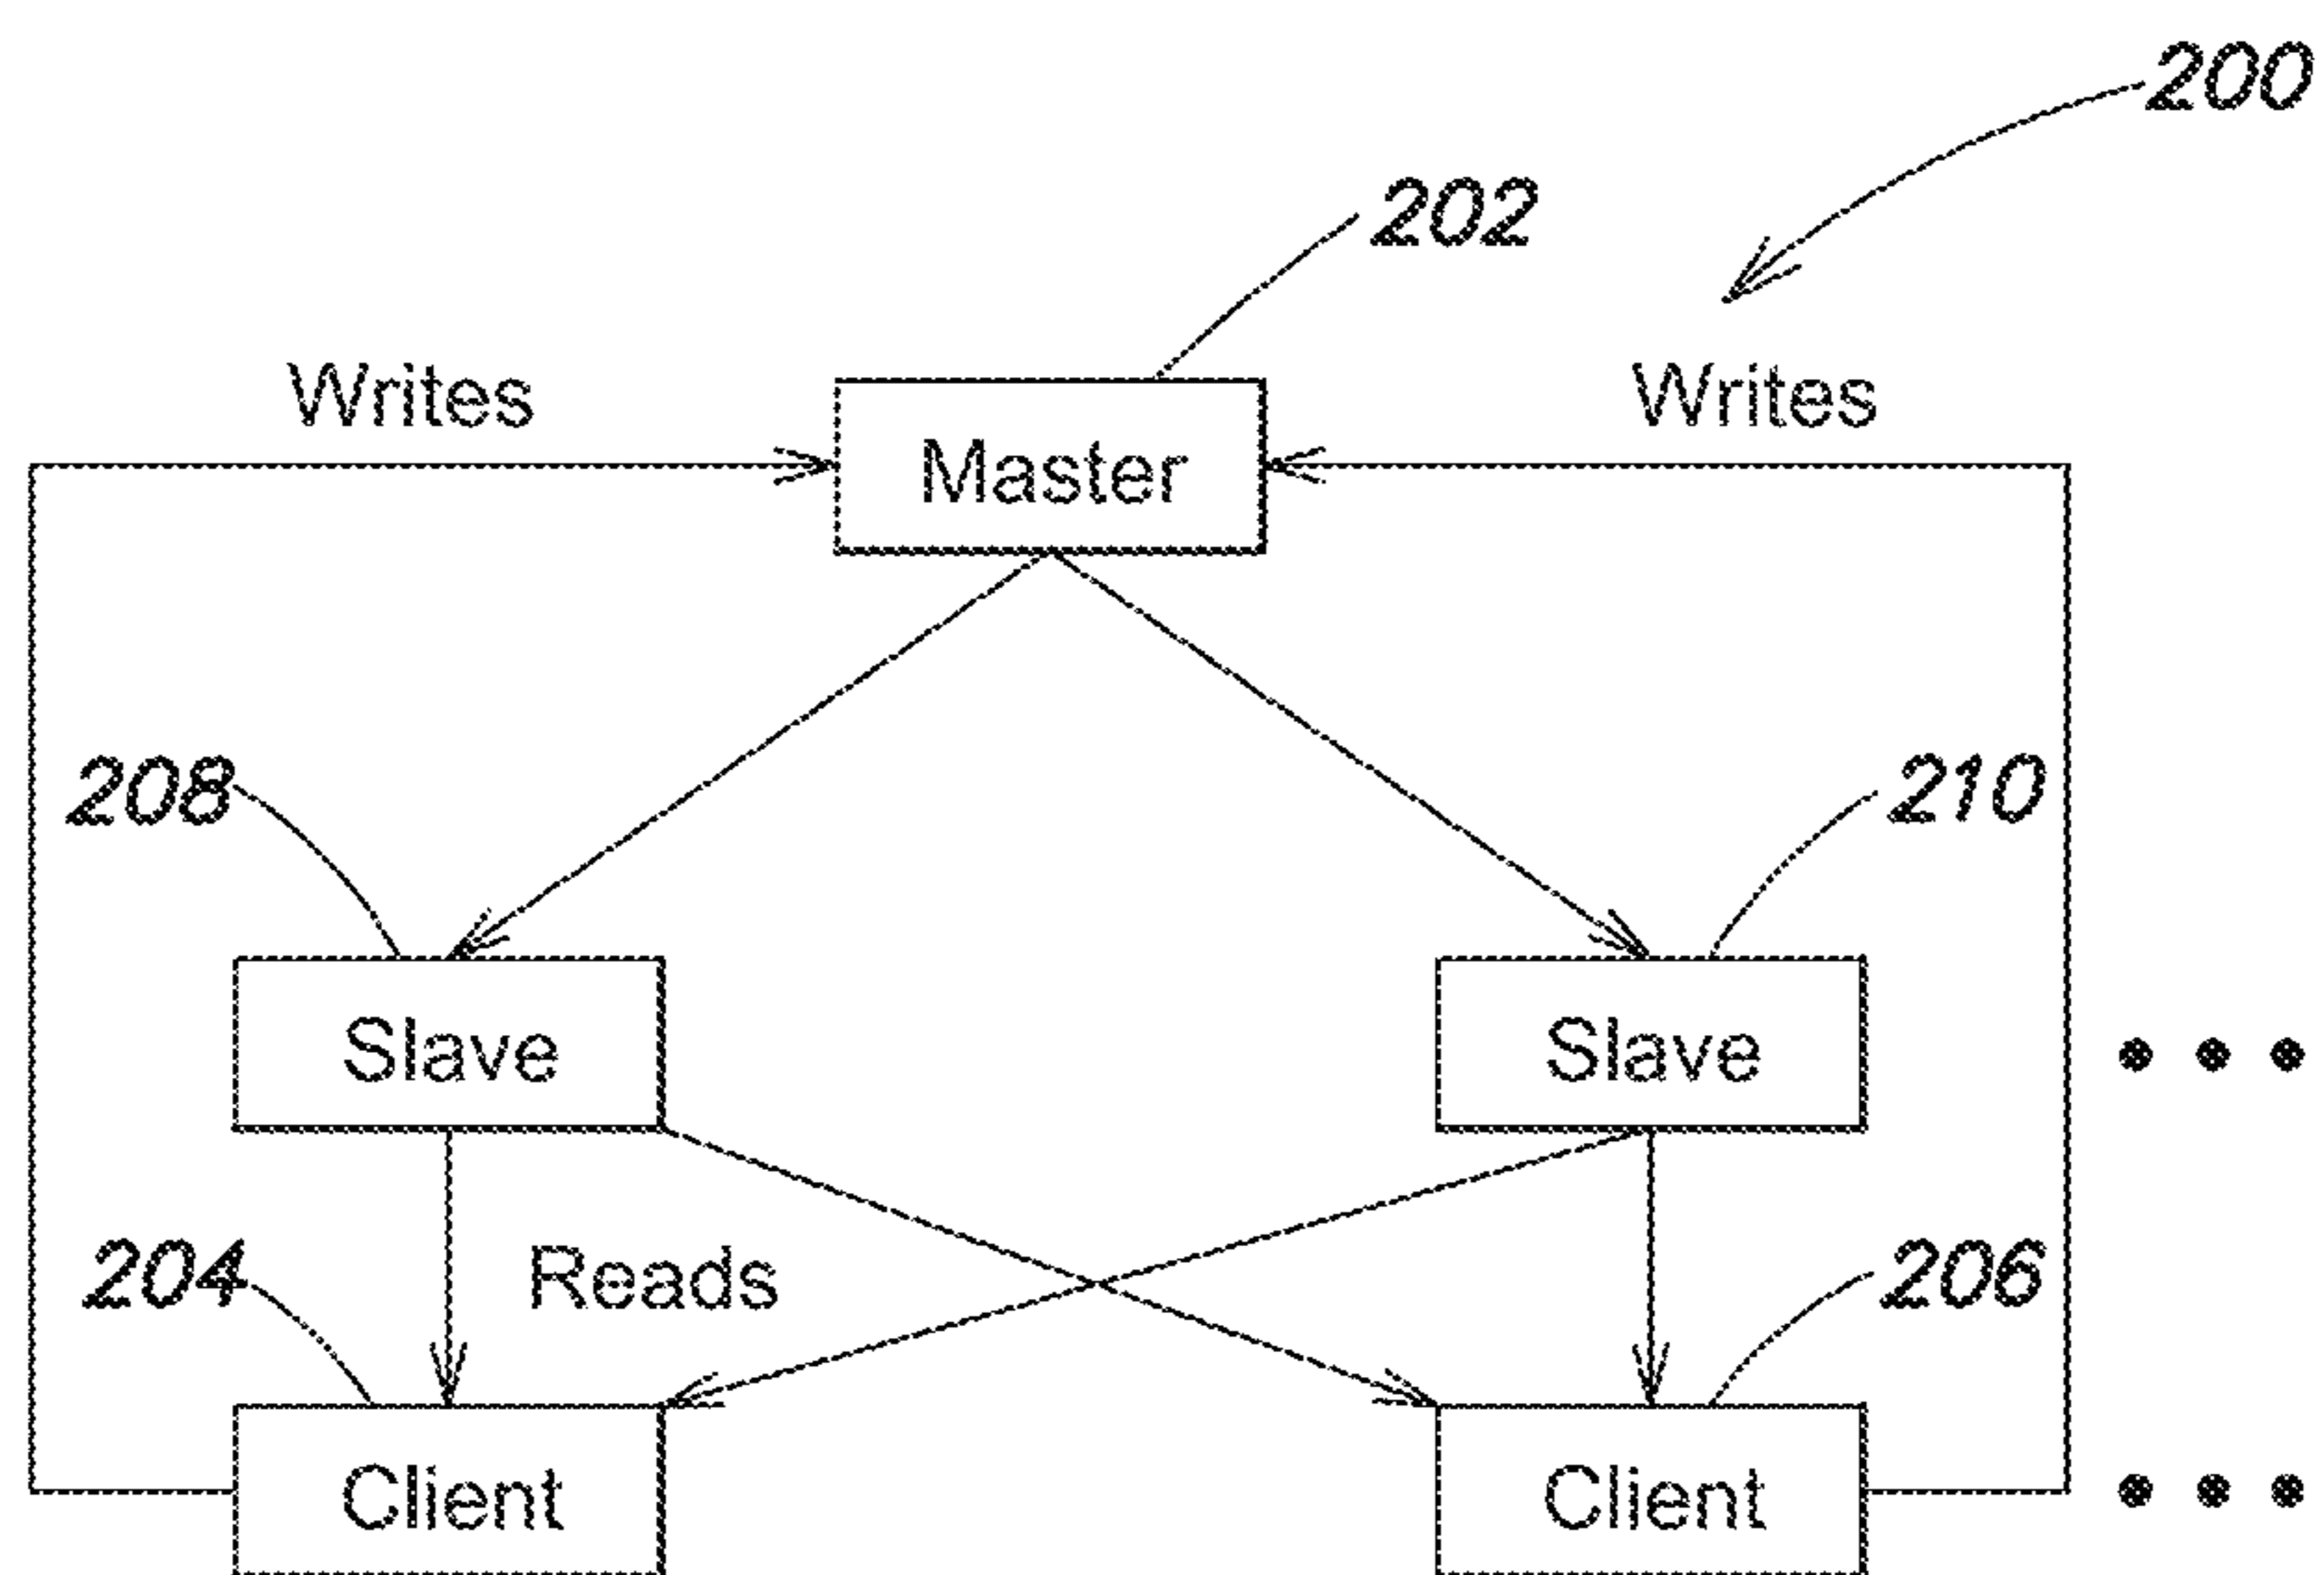 200
202
Writes
Writes
Master
208
210
Slave
Slave
204
Reads
206
Client
Client